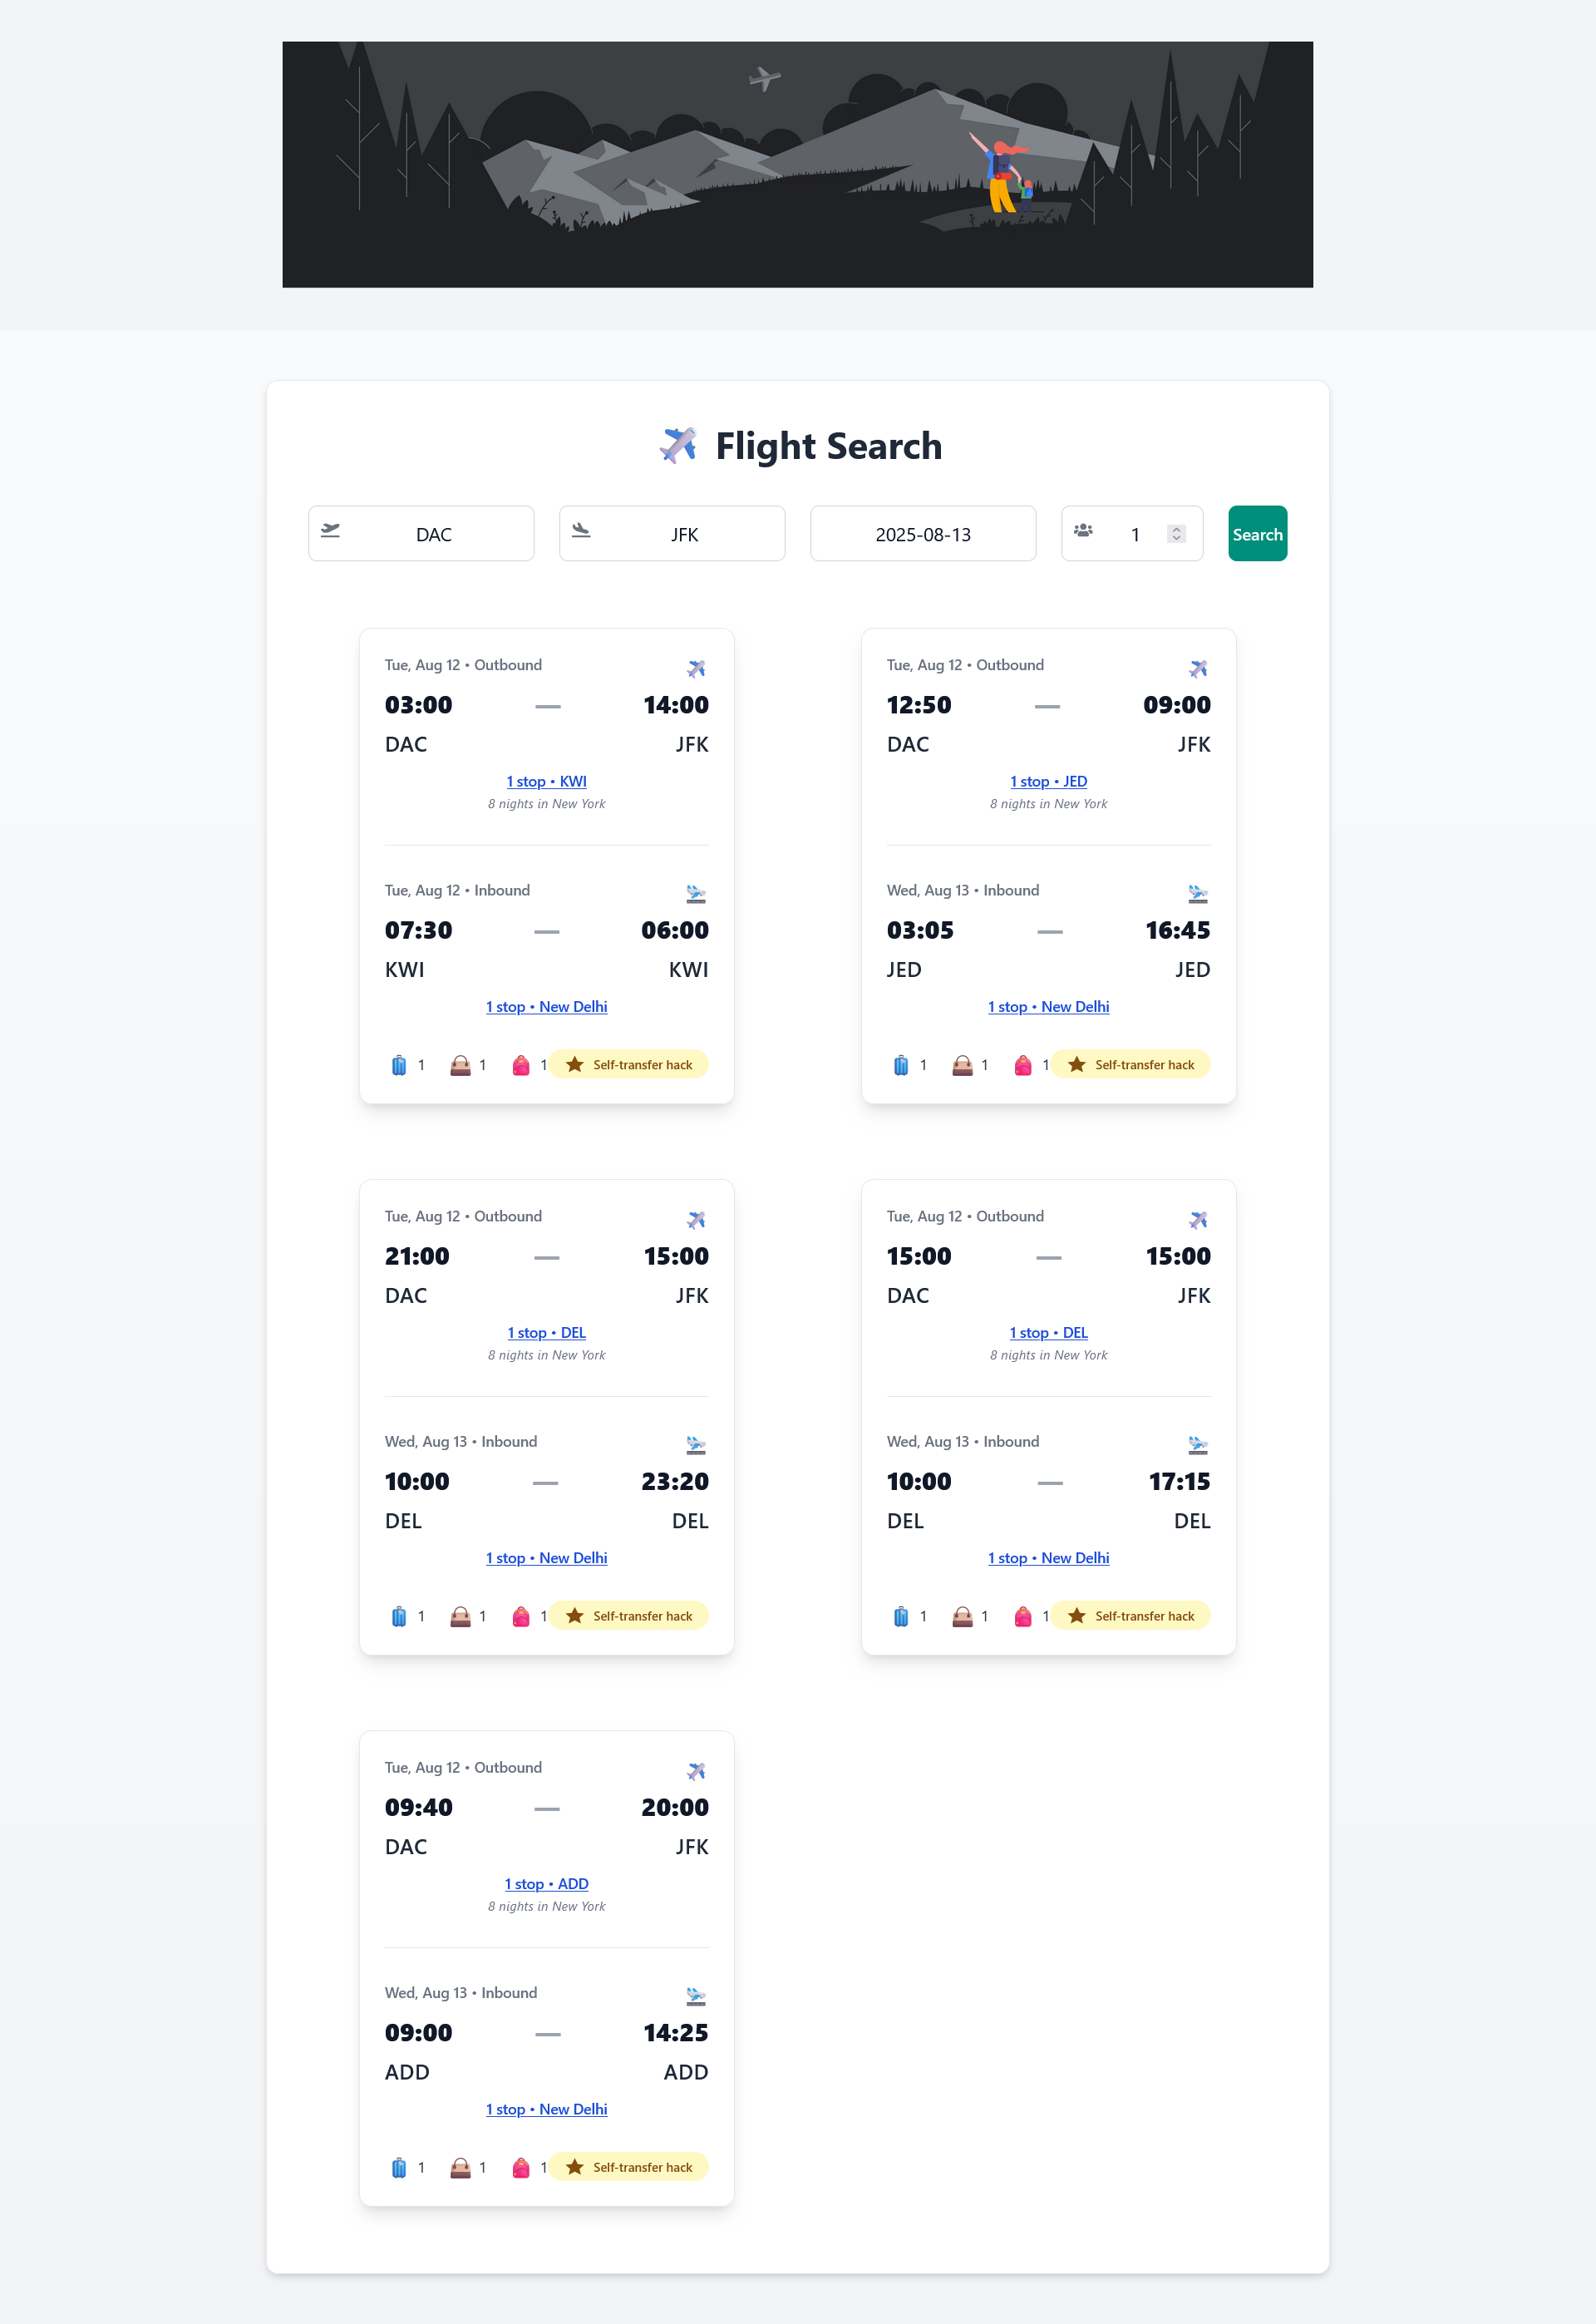 Flight Search
DAC
JFK
2025-08-13
1
Search
Tue, Aug 12 • Outbound
03:00 — 14:00
DAC JFK
1 stop • KWI
8 nights in New York
Tue, Aug 12 • Inbound
07:30 — 06:00
KWI KWI
1 stop • New Delhi
1 1 1 Self-transfer hack
Tue, Aug 12 • Outbound
12:50 — 09:00
DAC JFK
1 stop • JED
8 nights in New York
Wed, Aug 13 • Inbound
03:05 — 16:45
JED JED
1 stop • New Delhi
1 1 1 Self-transfer hack
Tue, Aug 12 • Outbound
21:00 — 15:00
DAC JFK
1 stop • DEL
8 nights in New York
Wed, Aug 13 • Inbound
10:00 — 23:20
DEL DEL
1 stop • New Delhi
1 1 1 Self-transfer hack
Tue, Aug 12 • Outbound
15:00 — 15:00
DAC JFK
1 stop • DEL
8 nights in New York
Wed, Aug 13 • Inbound
10:00 — 17:15
DEL DEL
1 stop • New Delhi
1 1 1 Self-transfer hack
Tue, Aug 12 • Outbound
09:40 — 20:00
DAC JFK
1 stop • ADD
8 nights in New York
Wed, Aug 13 • Inbound
09:00 — 14:25
ADD ADD
1 stop • New Delhi
1 1 1 Self-transfer hack